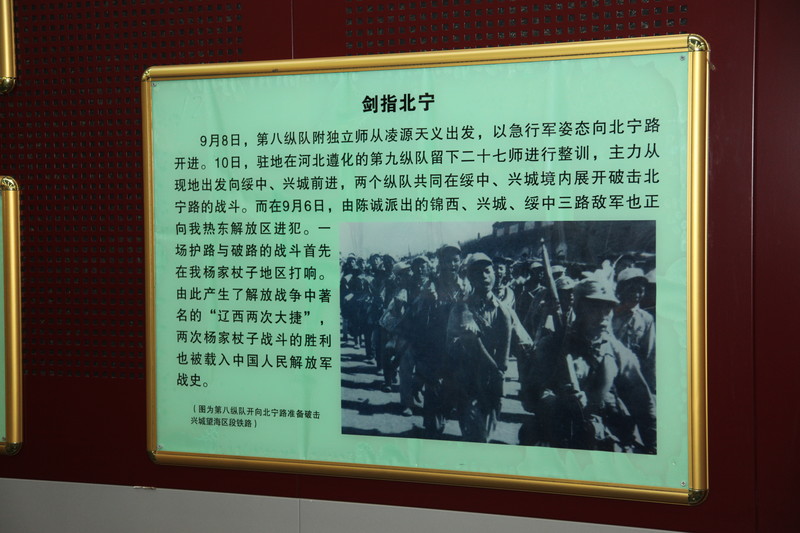 剑指北宁
9月8日，第八纵队附独立师从凌源天义出发，以急行军姿态向北宁路
开进。10日，驻地在河北遵化的第九纵队留下二十七师进行整训，主力从
现地出发向绥中、兴城前进，两个纵队共同在绥中、兴城境内展开破击北
宁路的战斗。而在9月6日，由陈诚派出的锦西、兴城、绥中三路敌军也正
向我热东解放区进犯。一
场护路与破路的战斗首先
在我杨家杖子地区打响。
由此产生了解放战争中著
名的“辽西两次大捷”，
两次杨家杖子战斗的胜利
也被载入中国人民解放军
战史。
（图为第八纵队开向北宁路准备破击
兴城望海区段铁路）